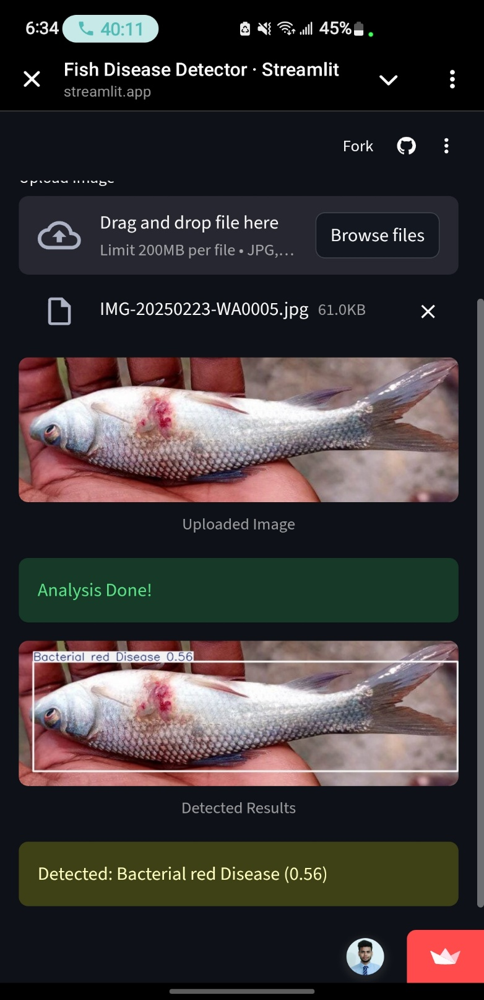 6:34 40:11 45%
Fish Disease Detector · Streamlit
streamlit.app
Fork
Upload Image
Drag and drop file here
Limit 200MB per file • JPG,...
Browse files
IMG-20250223-WA0005.jpg 61.0KB
Uploaded Image
Analysis Done!
Bacterial red Disease 0.56
Detected Results
Detected: Bacterial red Disease (0.56)